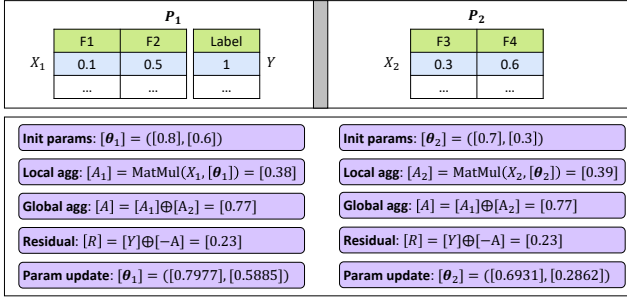 P₁ P₂
F1 F2 Label F3 F4
X₁ 0.1 0.5 1 Y X₂ 0.3 0.6
... ... ... ... ...
Init params: [θ₁] = ([0.8], [0.6])
Local agg: [A₁] = MatMul(X₁, [θ₁]) = [0.38]
Global agg: [A] = [A₁]⊕[A₂] = [0.77]
Residual: [R] = [Y]⊕[−A] = [0.23]
Param update: [θ₁] = ([0.7977], [0.5885])
Init params: [θ₂] = ([0.7], [0.3])
Local agg: [A₂] = MatMul(X₂, [θ₂]) = [0.39]
Global agg: [A] = [A₁]⊕[A₂] = [0.77]
Residual: [R] = [Y]⊕[−A] = [0.23]
Param update: [θ₂] = ([0.6931], [0.2862])